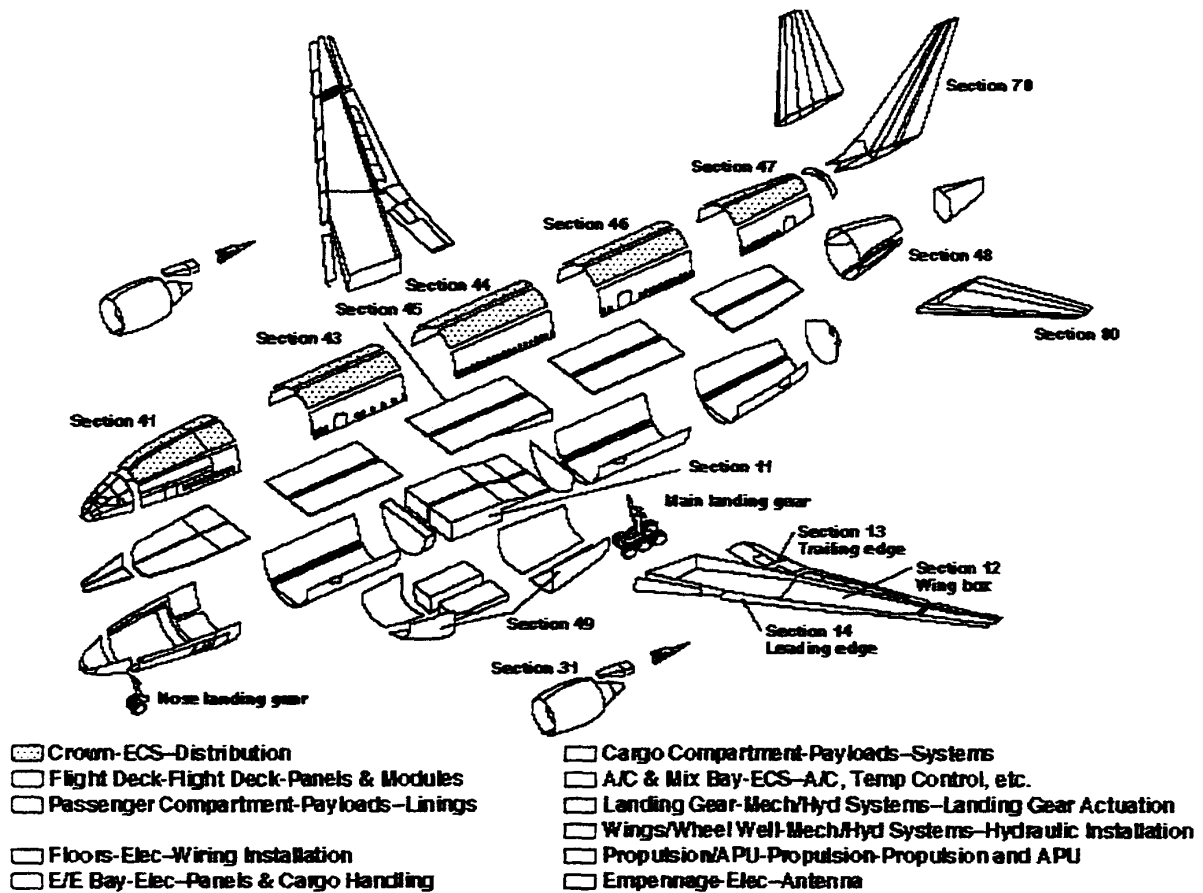 Section 78
Section 47
Section 46
Section 48
Section 44
Section 45
Section 80
Section 43
Section 41
Section 11
Main landing gear
Section 13
Trailing edge
Section 12
Wing box
Section 49
Section 14
Leading edge
Section 31
Nose landing gear
Crown-ECS–Distribution
Flight Deck-Flight Deck-Panels & Modules
Passenger Compartment-Payloads–Linings
Floors-Elec–Wiring Installation
E/E Bay-Elec–Panels & Cargo Handling
Cargo Compartment-Payloads–Systems
A/C & Mix Bay-ECS–A/C, Temp Control, etc.
Landing Gear-Mech/Hyd Systems–Landing Gear Actuation
Wings/Wheel Well-Mech/Hyd Systems–Hydraulic Installation
Propulsion/APU-Propulsion-Propulsion and APU
Empennage-Elec–Antenna